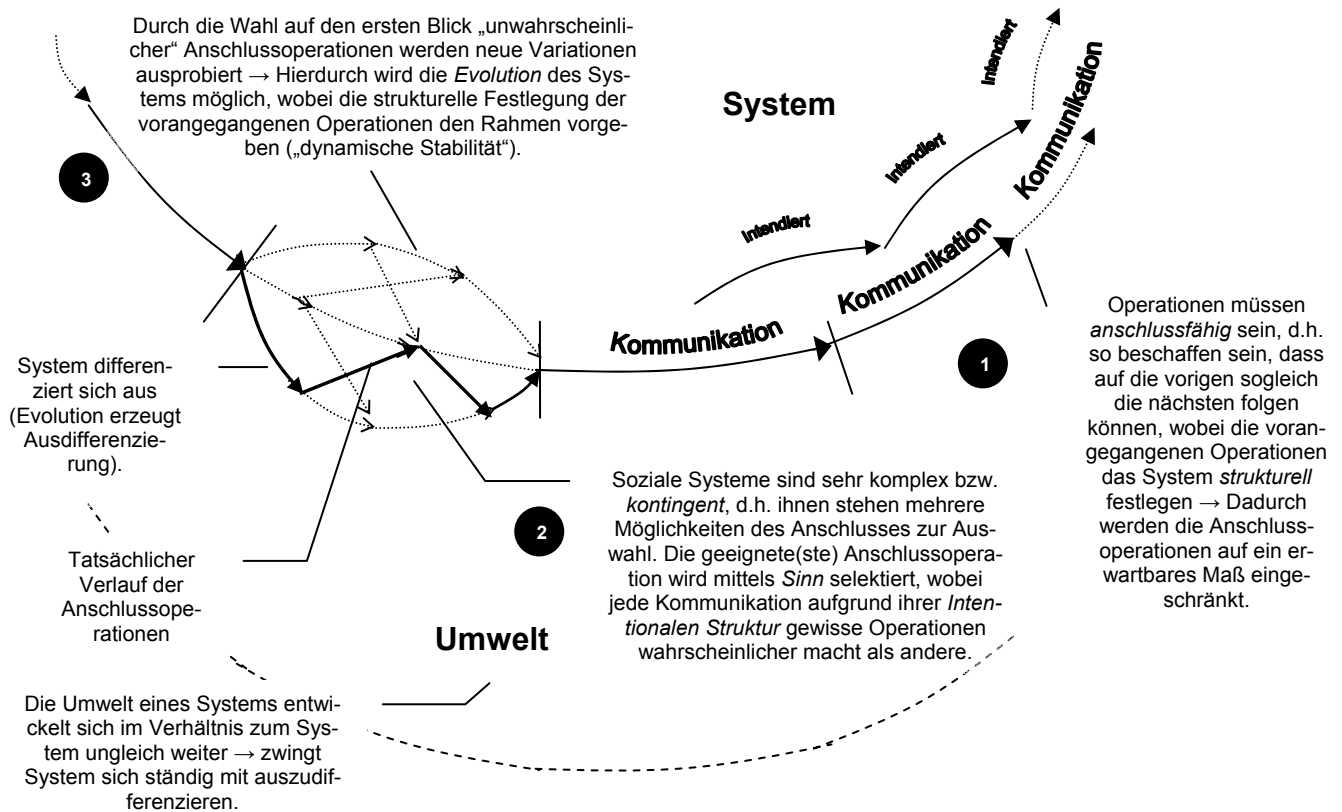 Durch die Wahl auf den ersten Blick „unwahrscheinli-
cher“ Anschlussoperationen werden neue Variationen
ausprobiert → Hierdurch wird die Evolution des Sys-
tems möglich, wobei die strukturelle Festlegung der
vorangegangenen Operationen den Rahmen vorge-
ben („dynamische Stabilität“).
System
Intendiert
Kommunikation
Intendiert
Kommunikation
Intendiert
Kommunikation
3
1
Operationen müssen
anschlussfähig sein, d.h.
so beschaffen sein, dass
auf die vorigen sogleich
die nächsten folgen
können, wobei die voran-
gegangenen Operationen
das System strukturell
festlegen → Dadurch
werden die Anschluss-
operationen auf ein er-
wartbares Maß einge-
schränkt.
System differen-
ziert sich aus
(Evolution erzeugt
Ausdifferenzie-
rung).
2
Soziale Systeme sind sehr komplex bzw.
kontingent, d.h. ihnen stehen mehrere
Möglichkeiten des Anschlusses zur Aus-
wahl. Die geeignete(ste) Anschlussopera-
tion wird mittels Sinn selektiert, wobei
jede Kommunikation aufgrund ihrer Inten-
tionalen Struktur gewisse Operationen
wahrscheinlicher macht als andere.
Tatsächlicher
Verlauf der
Anschlussope-
rationen
Umwelt
Die Umwelt eines Systems entwi-
ckelt sich im Verhältnis zum Sys-
tem ungleich weiter → zwingt
System sich ständig mit auszudif-
ferenzieren.